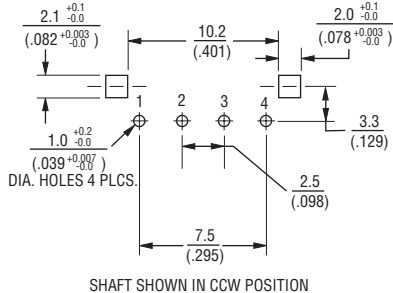 2.1 +0.1 -0.0
(.082 +0.003 -0.0 )
10.2
(.401)
2.0 +0.1 -0.0
(.078 +0.003 -0.0 )
1 2 3 4
1.0 +0.2 -0.0
(.039 +0.007 -0.0 )
DIA. HOLES 4 PLCS.
3.3
(.129)
2.5
(.098)
7.5
(.295)
SHAFT SHOWN IN CCW POSITION